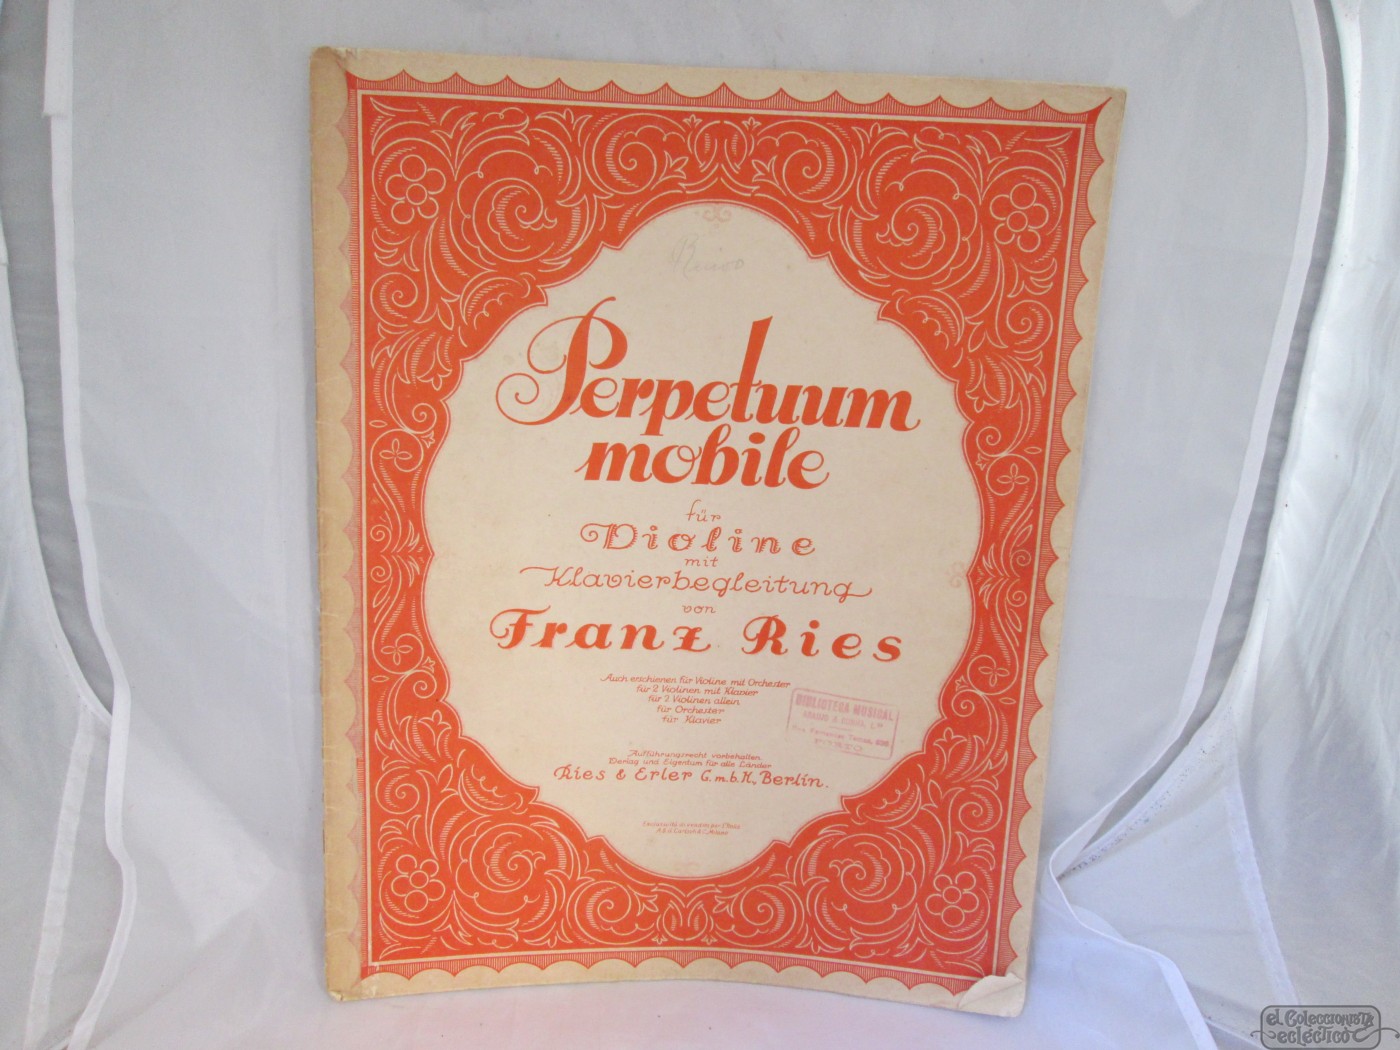 Perpetuum
mobile
für
Violine
mit
Klavierbegleitung
von
Franz Ries
Auch erschienen für Violine mit Orchester
für 2 Violinen mit Klavier
für 2 Violinen allein
für Orchester
für Klavier
BIBLIOTECA MUSICAL
Aufführungsrecht vorbehalten.
Verlag und Eigentum für alle Länder
Ries & Erler G.m.b.H., Berlin.
el Coleccionista
ecléctico